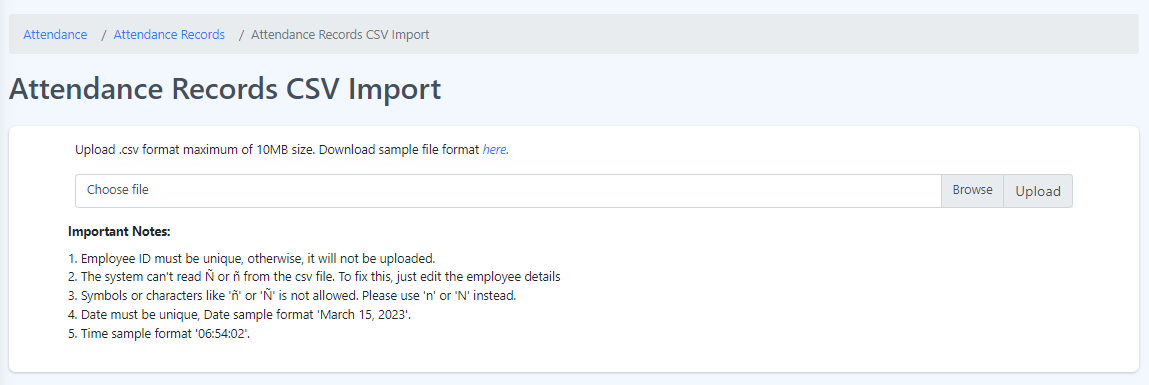 Attendance / Attendance Records / Attendance Records CSV Import
Attendance Records CSV Import
Upload .csv format maximum of 10MB size. Download sample file format here.
Choose file Browse Upload
Important Notes:
1. Employee ID must be unique, otherwise, it will not be uploaded.
2. The system can't read Ñ or ñ from the csv file. To fix this, just edit the employee details
3. Symbols or characters like 'ñ' or 'Ñ' is not allowed. Please use 'n' or 'N' instead.
4. Date must be unique, Date sample format 'March 15, 2023'.
5. Time sample format '06:54:02'.